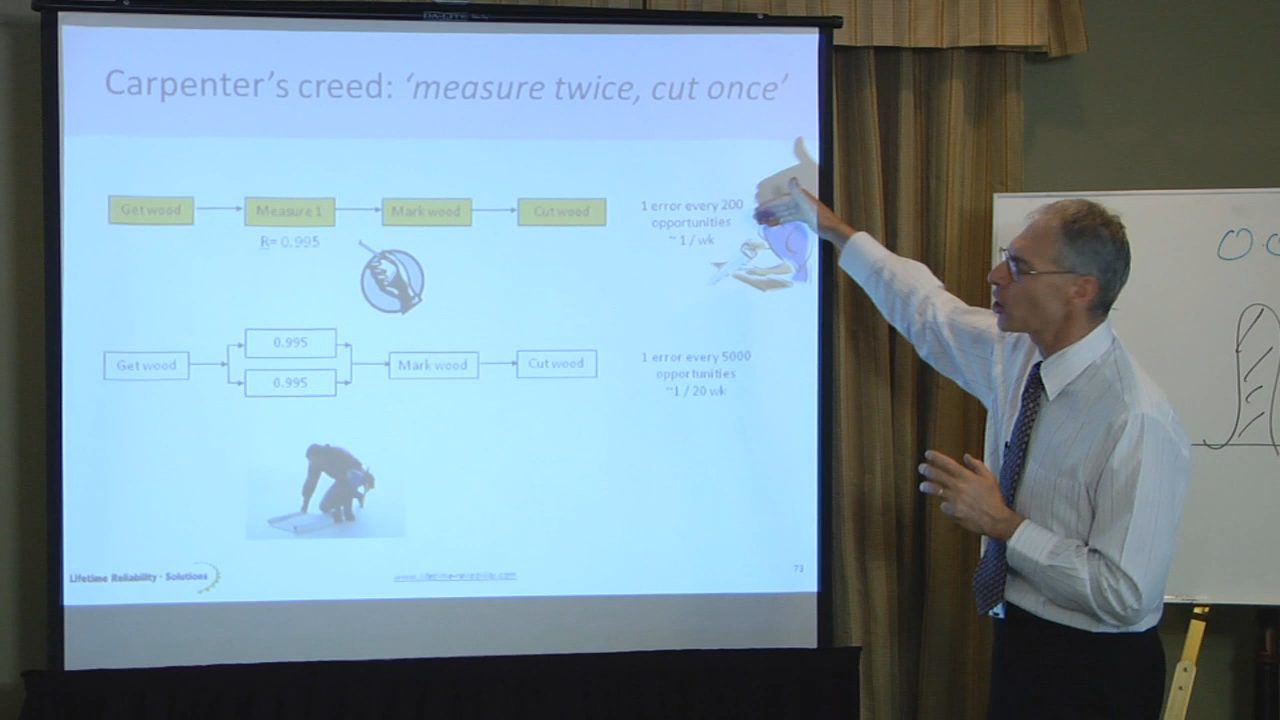 Carpenter's creed: 'measure twice, cut once'
Get wood
Measure 1
Mark wood
Cut wood
R= 0.995
1 error every 200
opportunities
~ 1 / wk
Get wood
0.995
0.995
Mark wood
Cut wood
1 error every 5000
opportunities
~1 / 20 wk
Lifetime Reliability · Solutions
www.lifetime-reliability.com
73